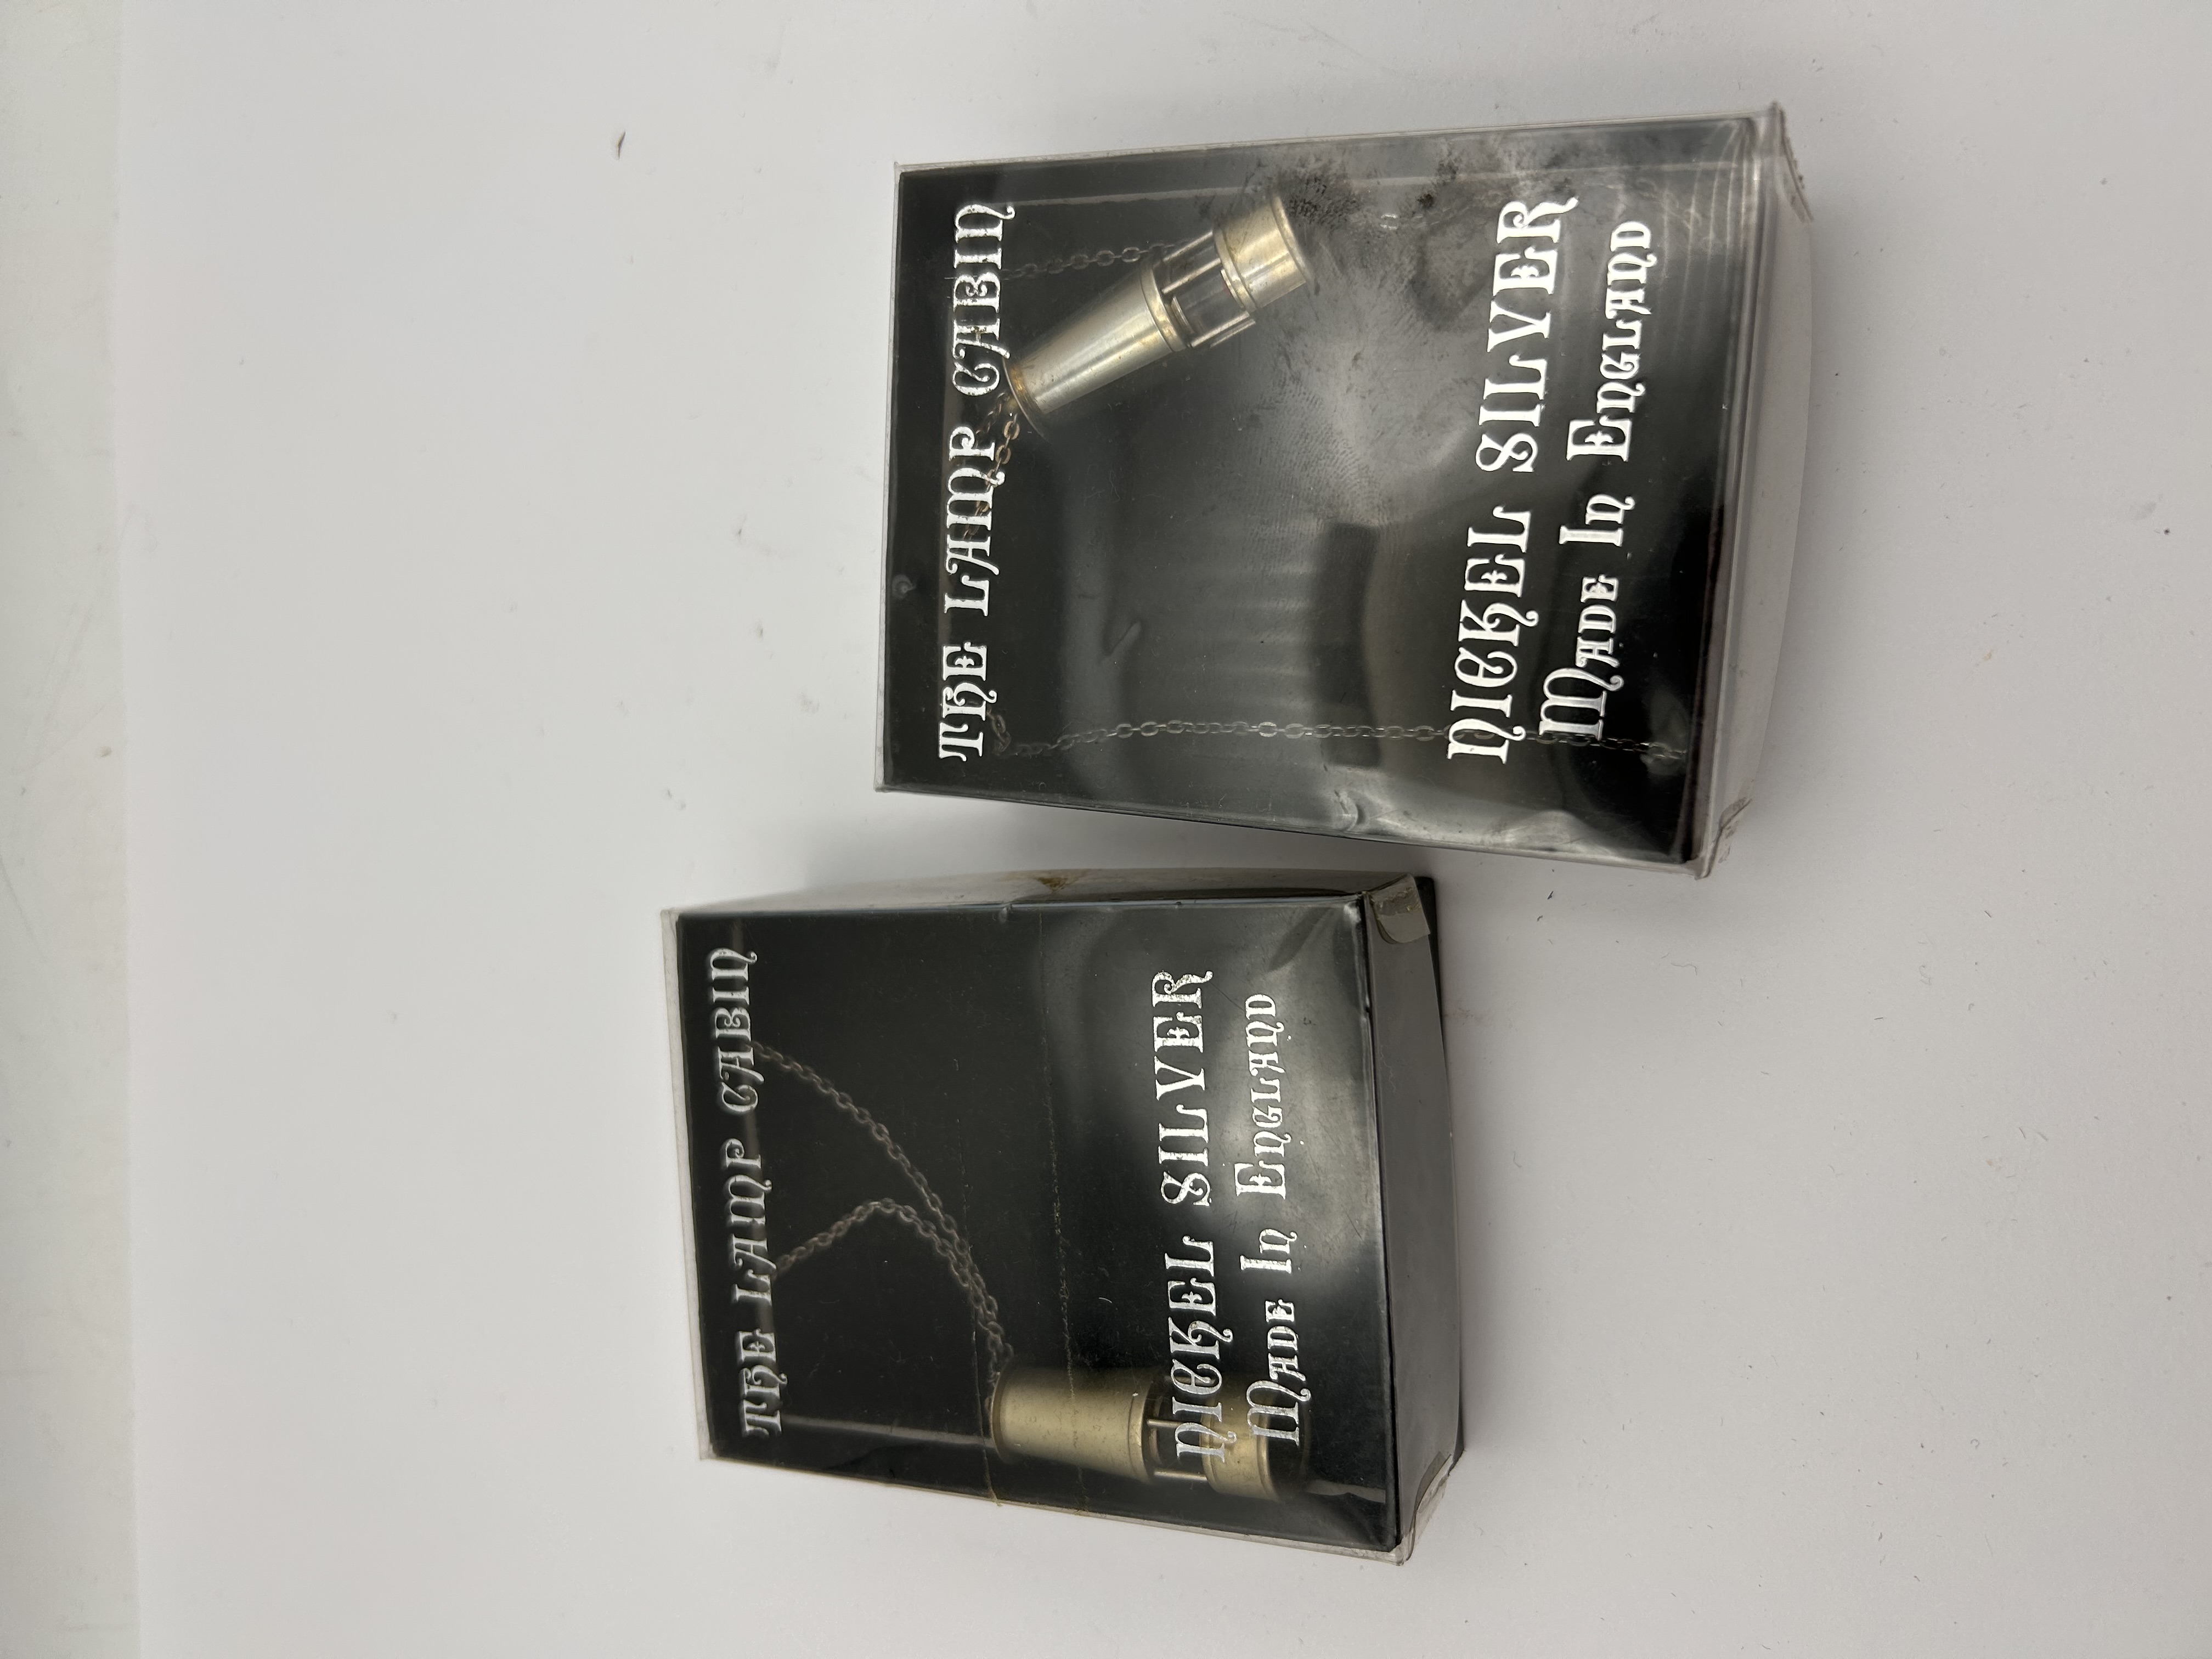 THE LAMP CABIN
NICKEL SILVER
MADE IN ENGLAND
THE LAMP CABIN
NICKEL SILVER
MADE IN ENGLAND